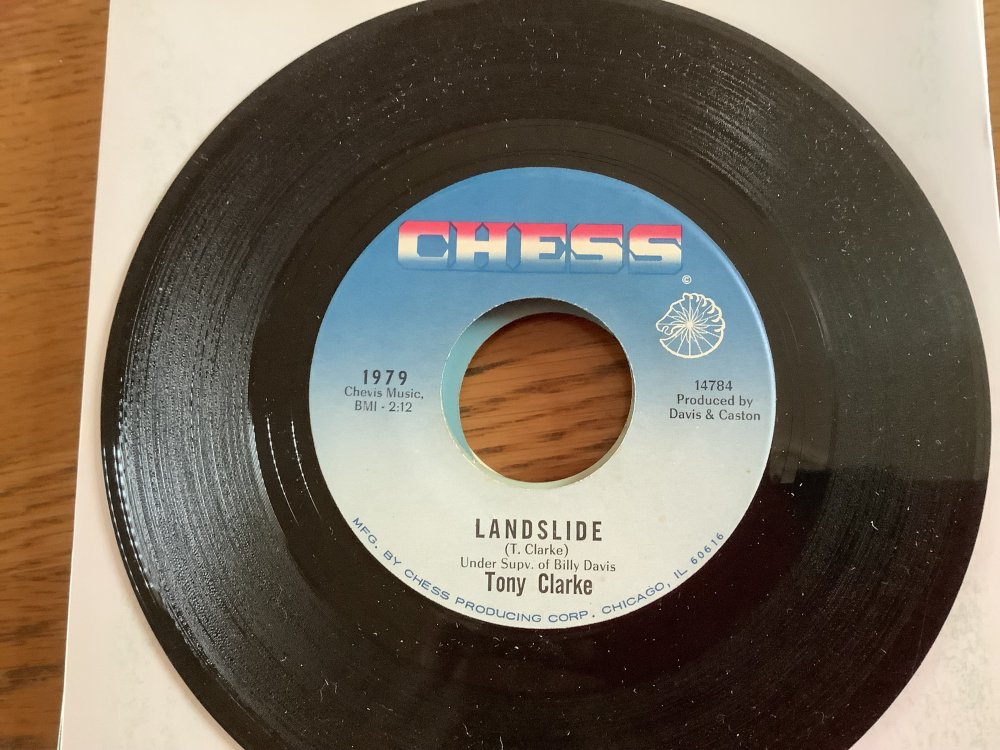 CHESS
©
1979
Chevis Music,
BMI - 2:12
14784
Produced by
Davis & Caston
LANDSLIDE
(T. Clarke)
Under Supv. of Billy Davis
Tony Clarke
MFG. BY CHESS PRODUCING CORP. CHICAGO, IL 60616